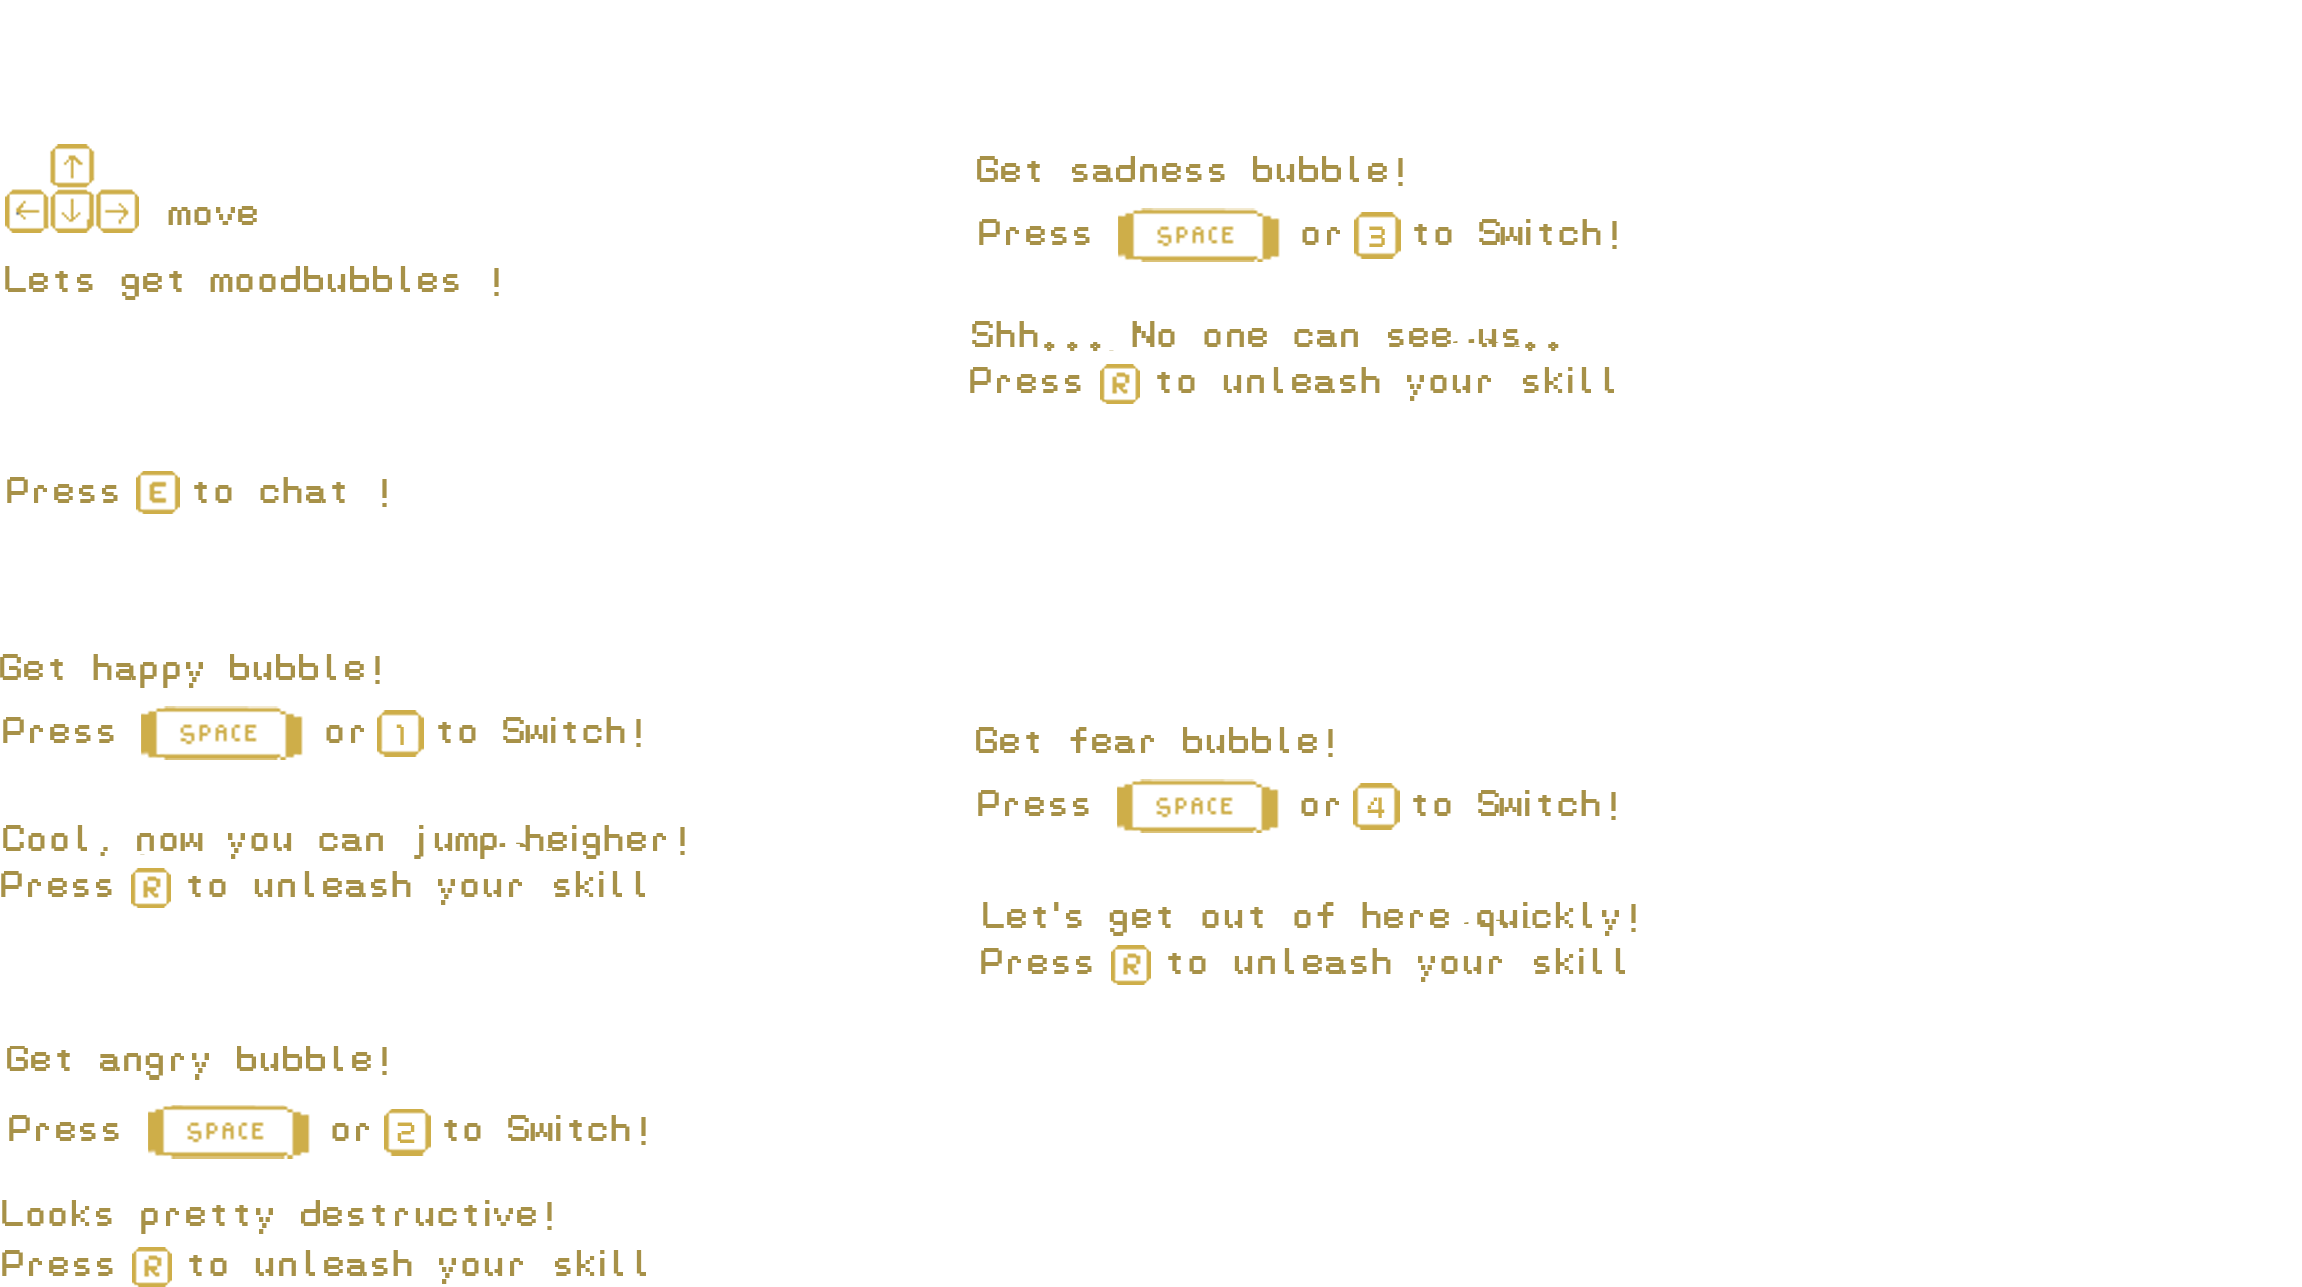 ↑
← ↓ → move
Lets get moodbubbles !
Press E to chat !
Get happy bubble!
Press SPACE or 1 to Switch!
Cool, now you can jump heigher!
Press R to unleash your skill
Get angry bubble!
Press SPACE or 2 to Switch!
Looks pretty destructive!
Press R to unleash your skill
Get sadness bubble!
Press SPACE or 3 to Switch!
Shh... No one can see us..
Press R to unleash your skill
Get fear bubble!
Press SPACE or 4 to Switch!
Let's get out of here quickly!
Press R to unleash your skill